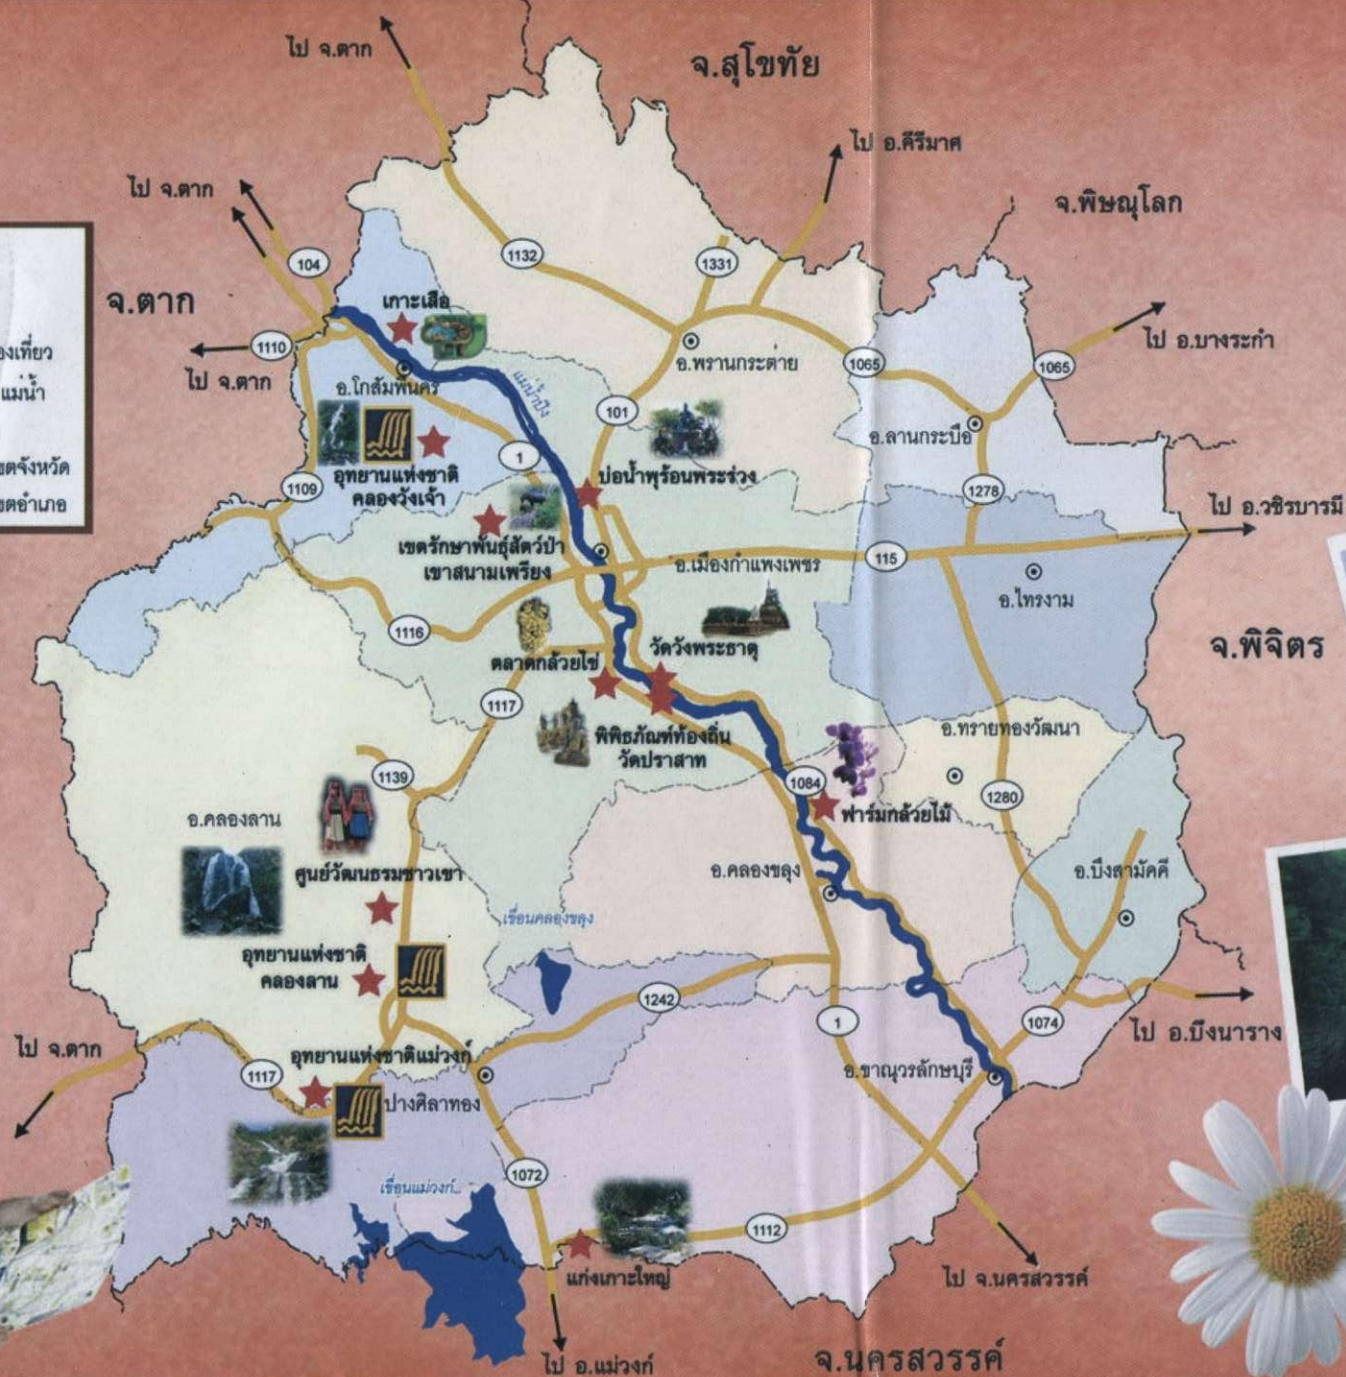 ไป จ.ตาก
จ.สุโขทัย
ไป อ.คีรีมาศ
ไป จ.ตาก
จ.พิษณุโลก
1132
1331
104
จ.ตาก
เกาะเสือ
ไป อ.บางระกำ
1110
แม่น้ำ
ไป จ.ตาก
อ.โกสัมพีนคร
แม่น้ำปิง
อ.พรานกระต่าย
1065
1065
101
อ.ลานกระบือ
1
อุทยานแห่งชาติ
คลองวังเจ้า
บ่อน้ำพุร้อนพระร่วง
1109
1278
ไป อ.วชิรบารมี
เขตรักษาพันธุ์สัตว์ป่า
เขาสนามเพรียง
อ.เมืองกำแพงเพชร
115
อ.ไทรงาม
1116
จ.พิจิตร
ตลาดกล้วยไข่
วัดวังพระธาตุ
1117
พิพิธภัณฑ์ท้องถิ่น
วัดปราสาท
อ.ทรายทองวัฒนา
1139
1084
1280
ฟาร์มกล้วยไม้
อ.คลองลาน
ศูนย์วัฒนธรมชาวเขา
อ.คลองขลุง
อ.บึงสามัคคี
เขื่อนคลองขลุง
อุทยานแห่งชาติ
คลองลาน
1242
1
1074
ไป อ.บึงนาราง
ไป จ.ตาก
1117
อุทยานแห่งชาติแม่วงก์
อ.ขาณุวรลักษบุรี
ปางศิลาทอง
1072
เขื่อนแม่วงก์
1112
แก่งเกาะใหญ่
ไป จ.นครสวรรค์
ไป อ.แม่วงก์
จ.นครสวรรค์